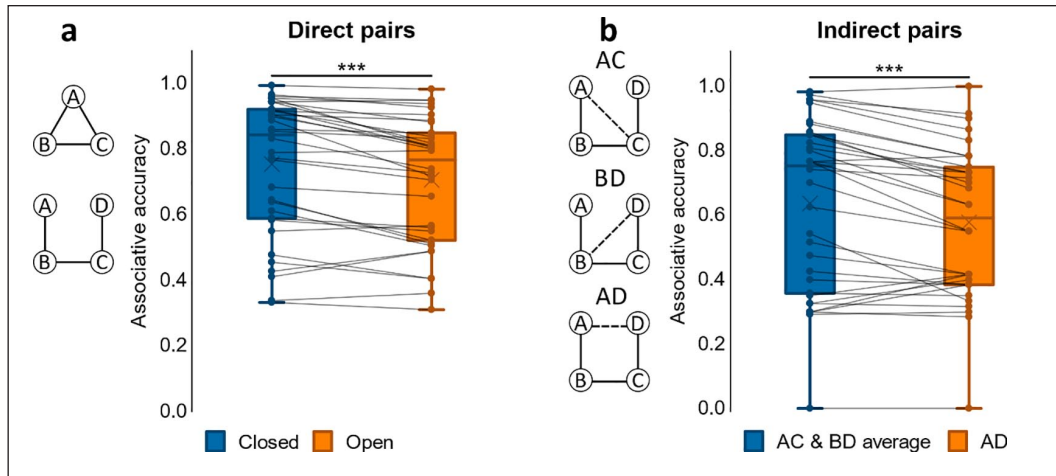 a
Direct pairs
A
B C
A D
B C
Associative accuracy
1.0
0.8
0.6
0.4
0.2
0.0
***
Closed Open
b
Indirect pairs
AC
A D
B C
BD
A D
B C
AD
A D
B C
Associative accuracy
1.0
0.8
0.6
0.4
0.2
0.0
***
AC & BD average AD